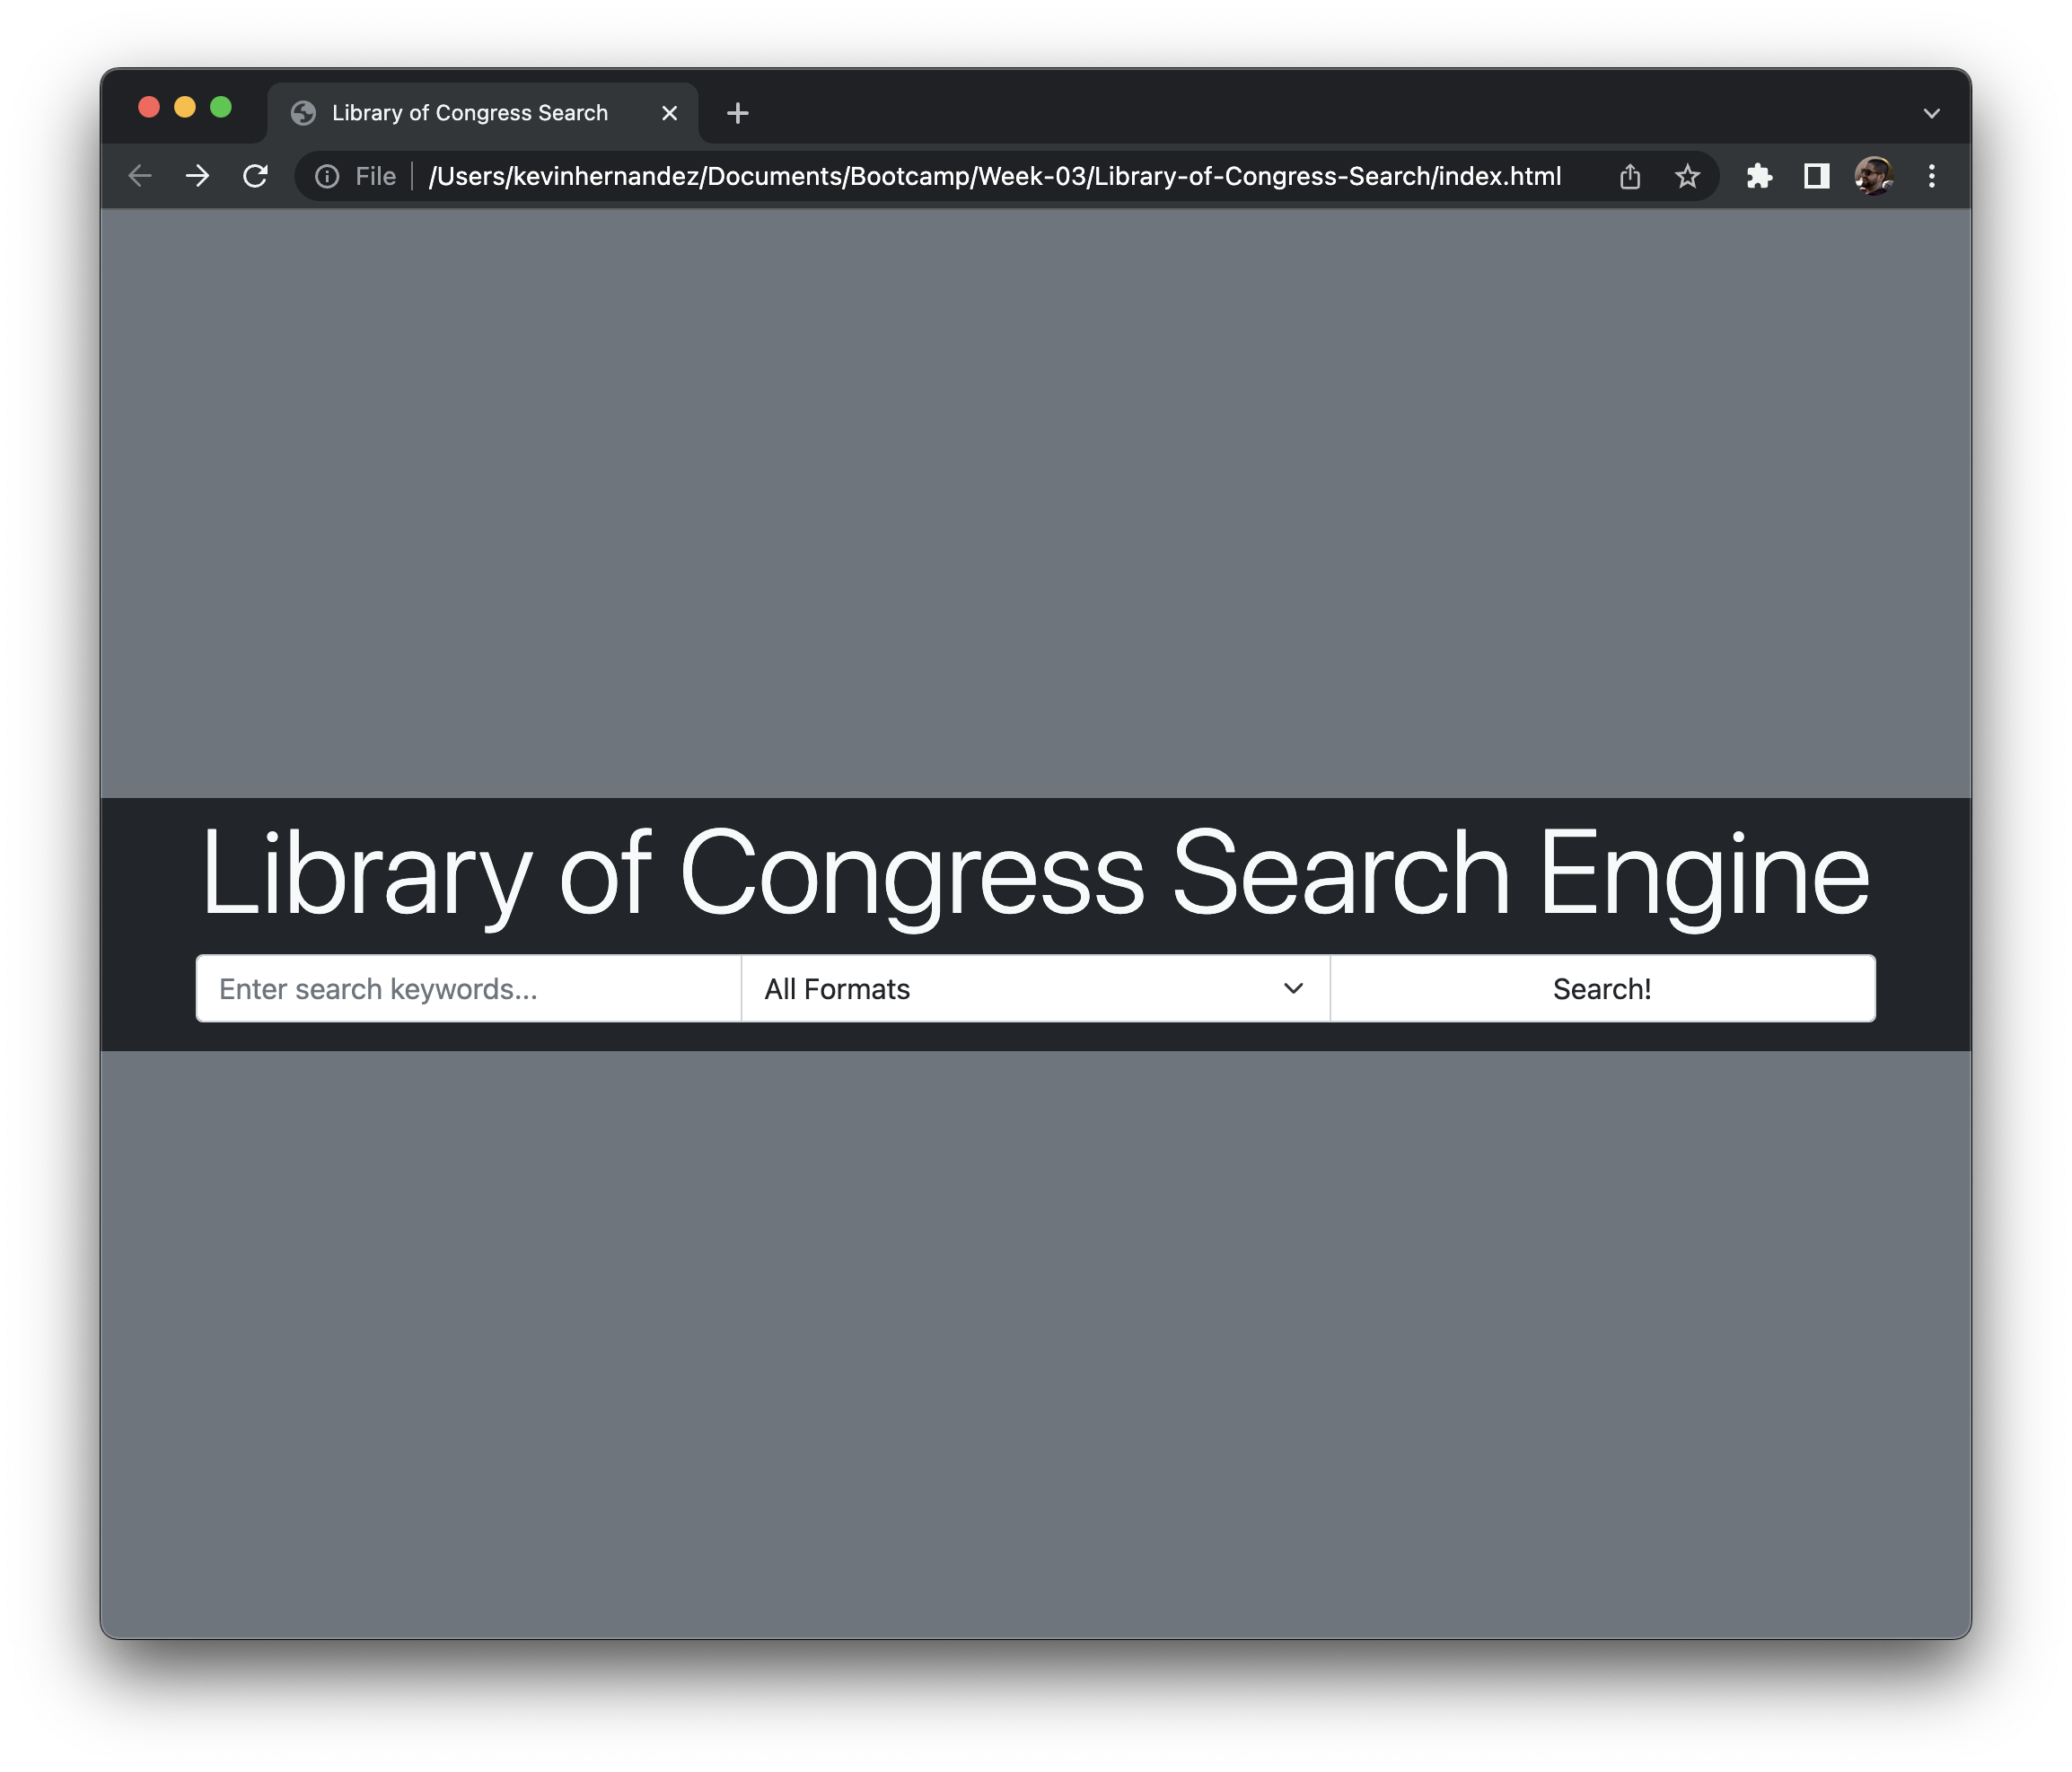 Library of Congress Search
File /Users/kevinhernandez/Documents/Bootcamp/Week-03/Library-of-Congress-Search/index.html
Library of Congress Search Engine
Enter search keywords... All Formats Search!